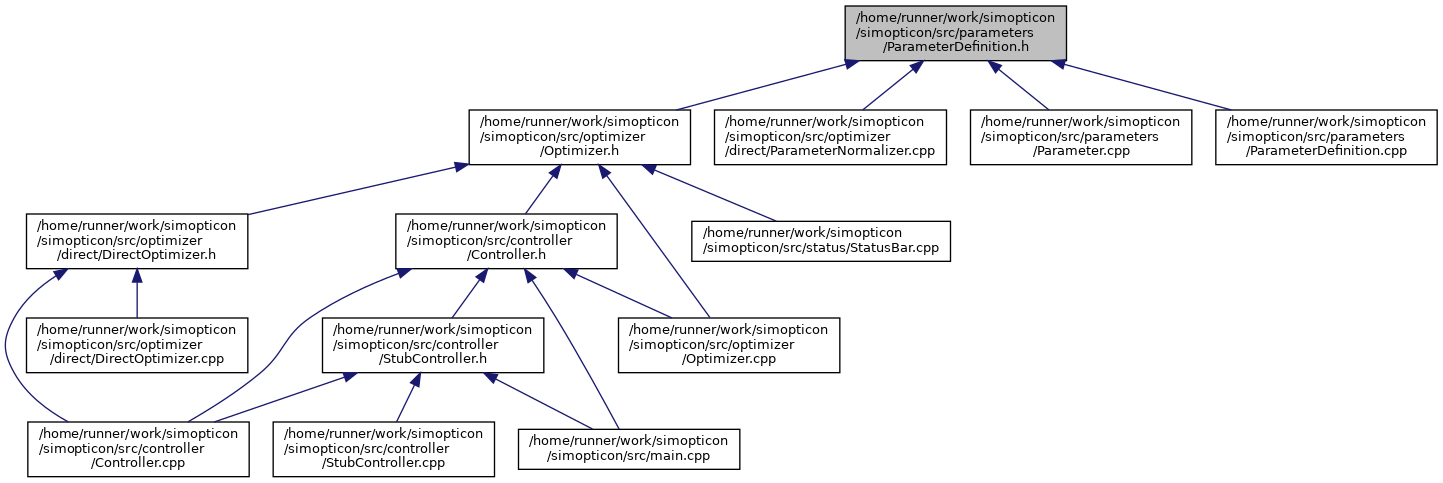 /home/runner/work/simopticon
/simopticon/src/parameters
/ParameterDefinition.h
/home/runner/work/simopticon
/simopticon/src/optimizer
/Optimizer.h
/home/runner/work/simopticon
/simopticon/src/optimizer
/direct/ParameterNormalizer.cpp
/home/runner/work/simopticon
/simopticon/src/parameters
/Parameter.cpp
/home/runner/work/simopticon
/simopticon/src/parameters
/ParameterDefinition.cpp
/home/runner/work/simopticon
/simopticon/src/optimizer
/direct/DirectOptimizer.h
/home/runner/work/simopticon
/simopticon/src/controller
/Controller.h
/home/runner/work/simopticon
/simopticon/src/status/StatusBar.cpp
/home/runner/work/simopticon
/simopticon/src/optimizer
/direct/DirectOptimizer.cpp
/home/runner/work/simopticon
/simopticon/src/controller
/StubController.h
/home/runner/work/simopticon
/simopticon/src/optimizer
/Optimizer.cpp
/home/runner/work/simopticon
/simopticon/src/controller
/Controller.cpp
/home/runner/work/simopticon
/simopticon/src/controller
/StubController.cpp
/home/runner/work/simopticon
/simopticon/src/main.cpp